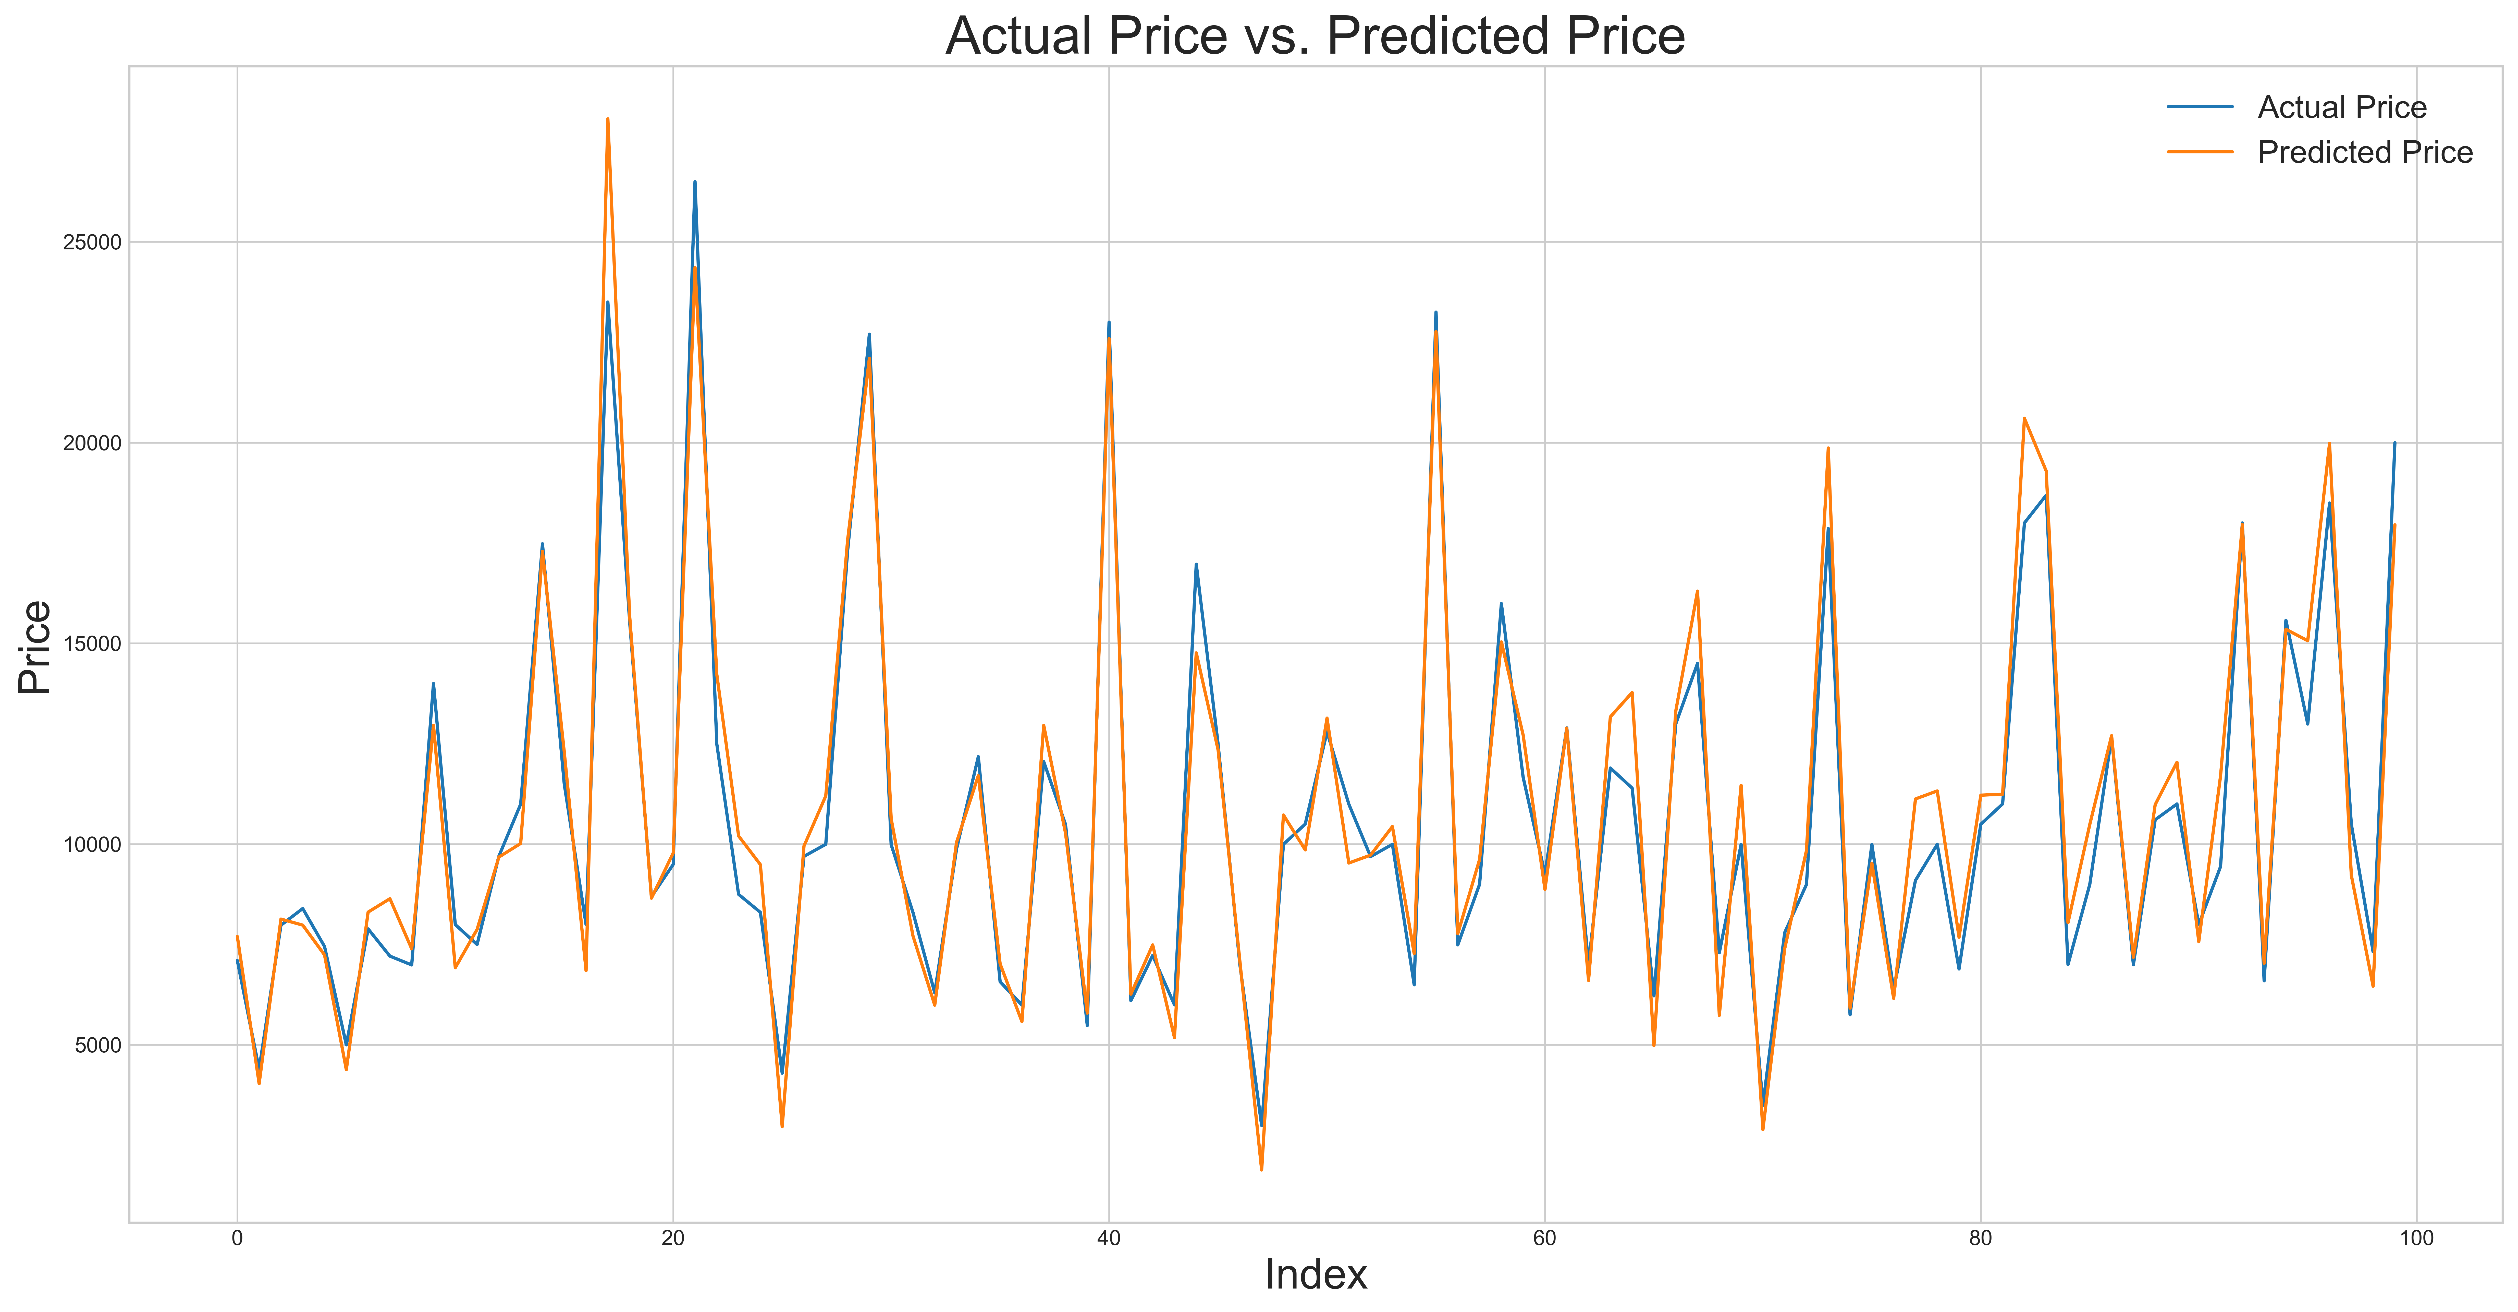 Actual Price vs. Predicted Price
Actual Price
Predicted Price
25000
20000
15000
10000
5000
Price
0 20 40 60 80 100
Index